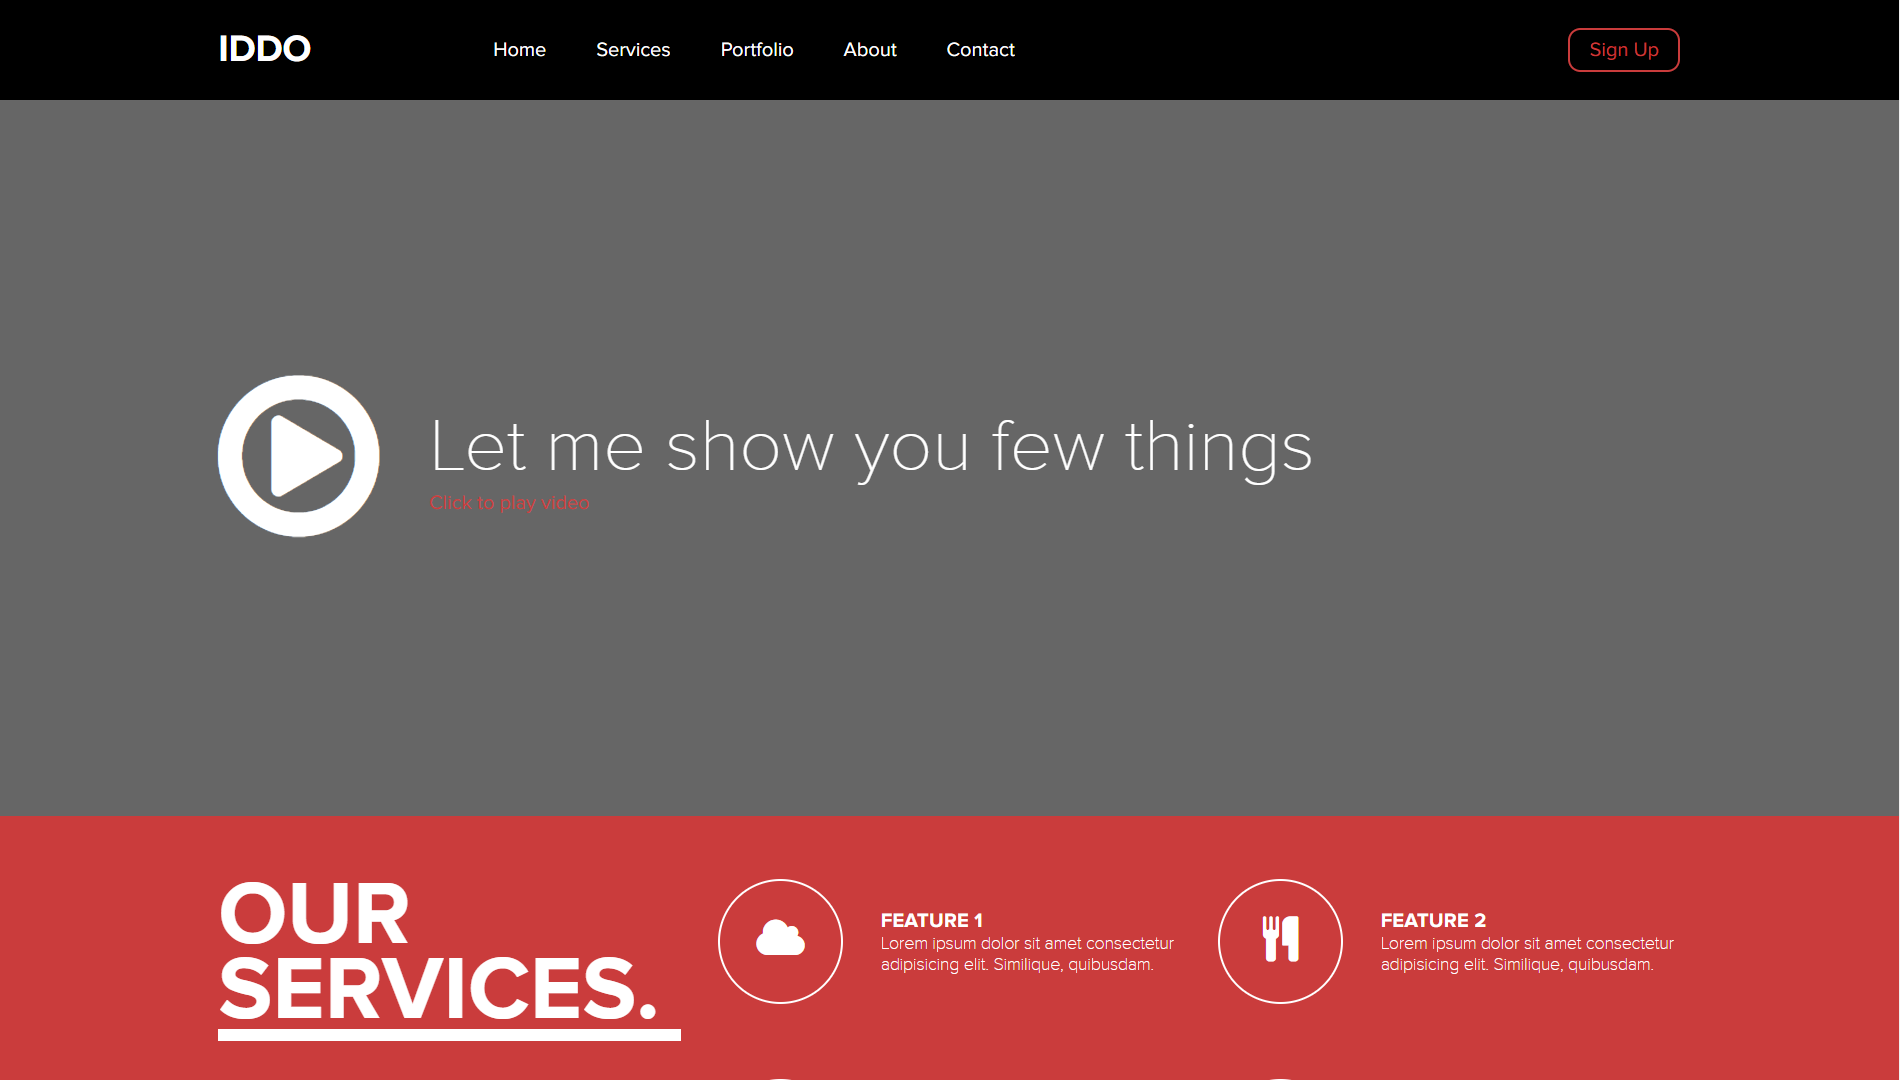 IDDO
Home
Services
Portfolio
About
Contact
Sign Up
Let me show you few things
Click to play video
OUR
SERVICES.
FEATURE 1
Lorem ipsum dolor sit amet consectetur
adipisicing elit. Similique, quibusdam.
FEATURE 2
Lorem ipsum dolor sit amet consectetur
adipisicing elit. Similique, quibusdam.